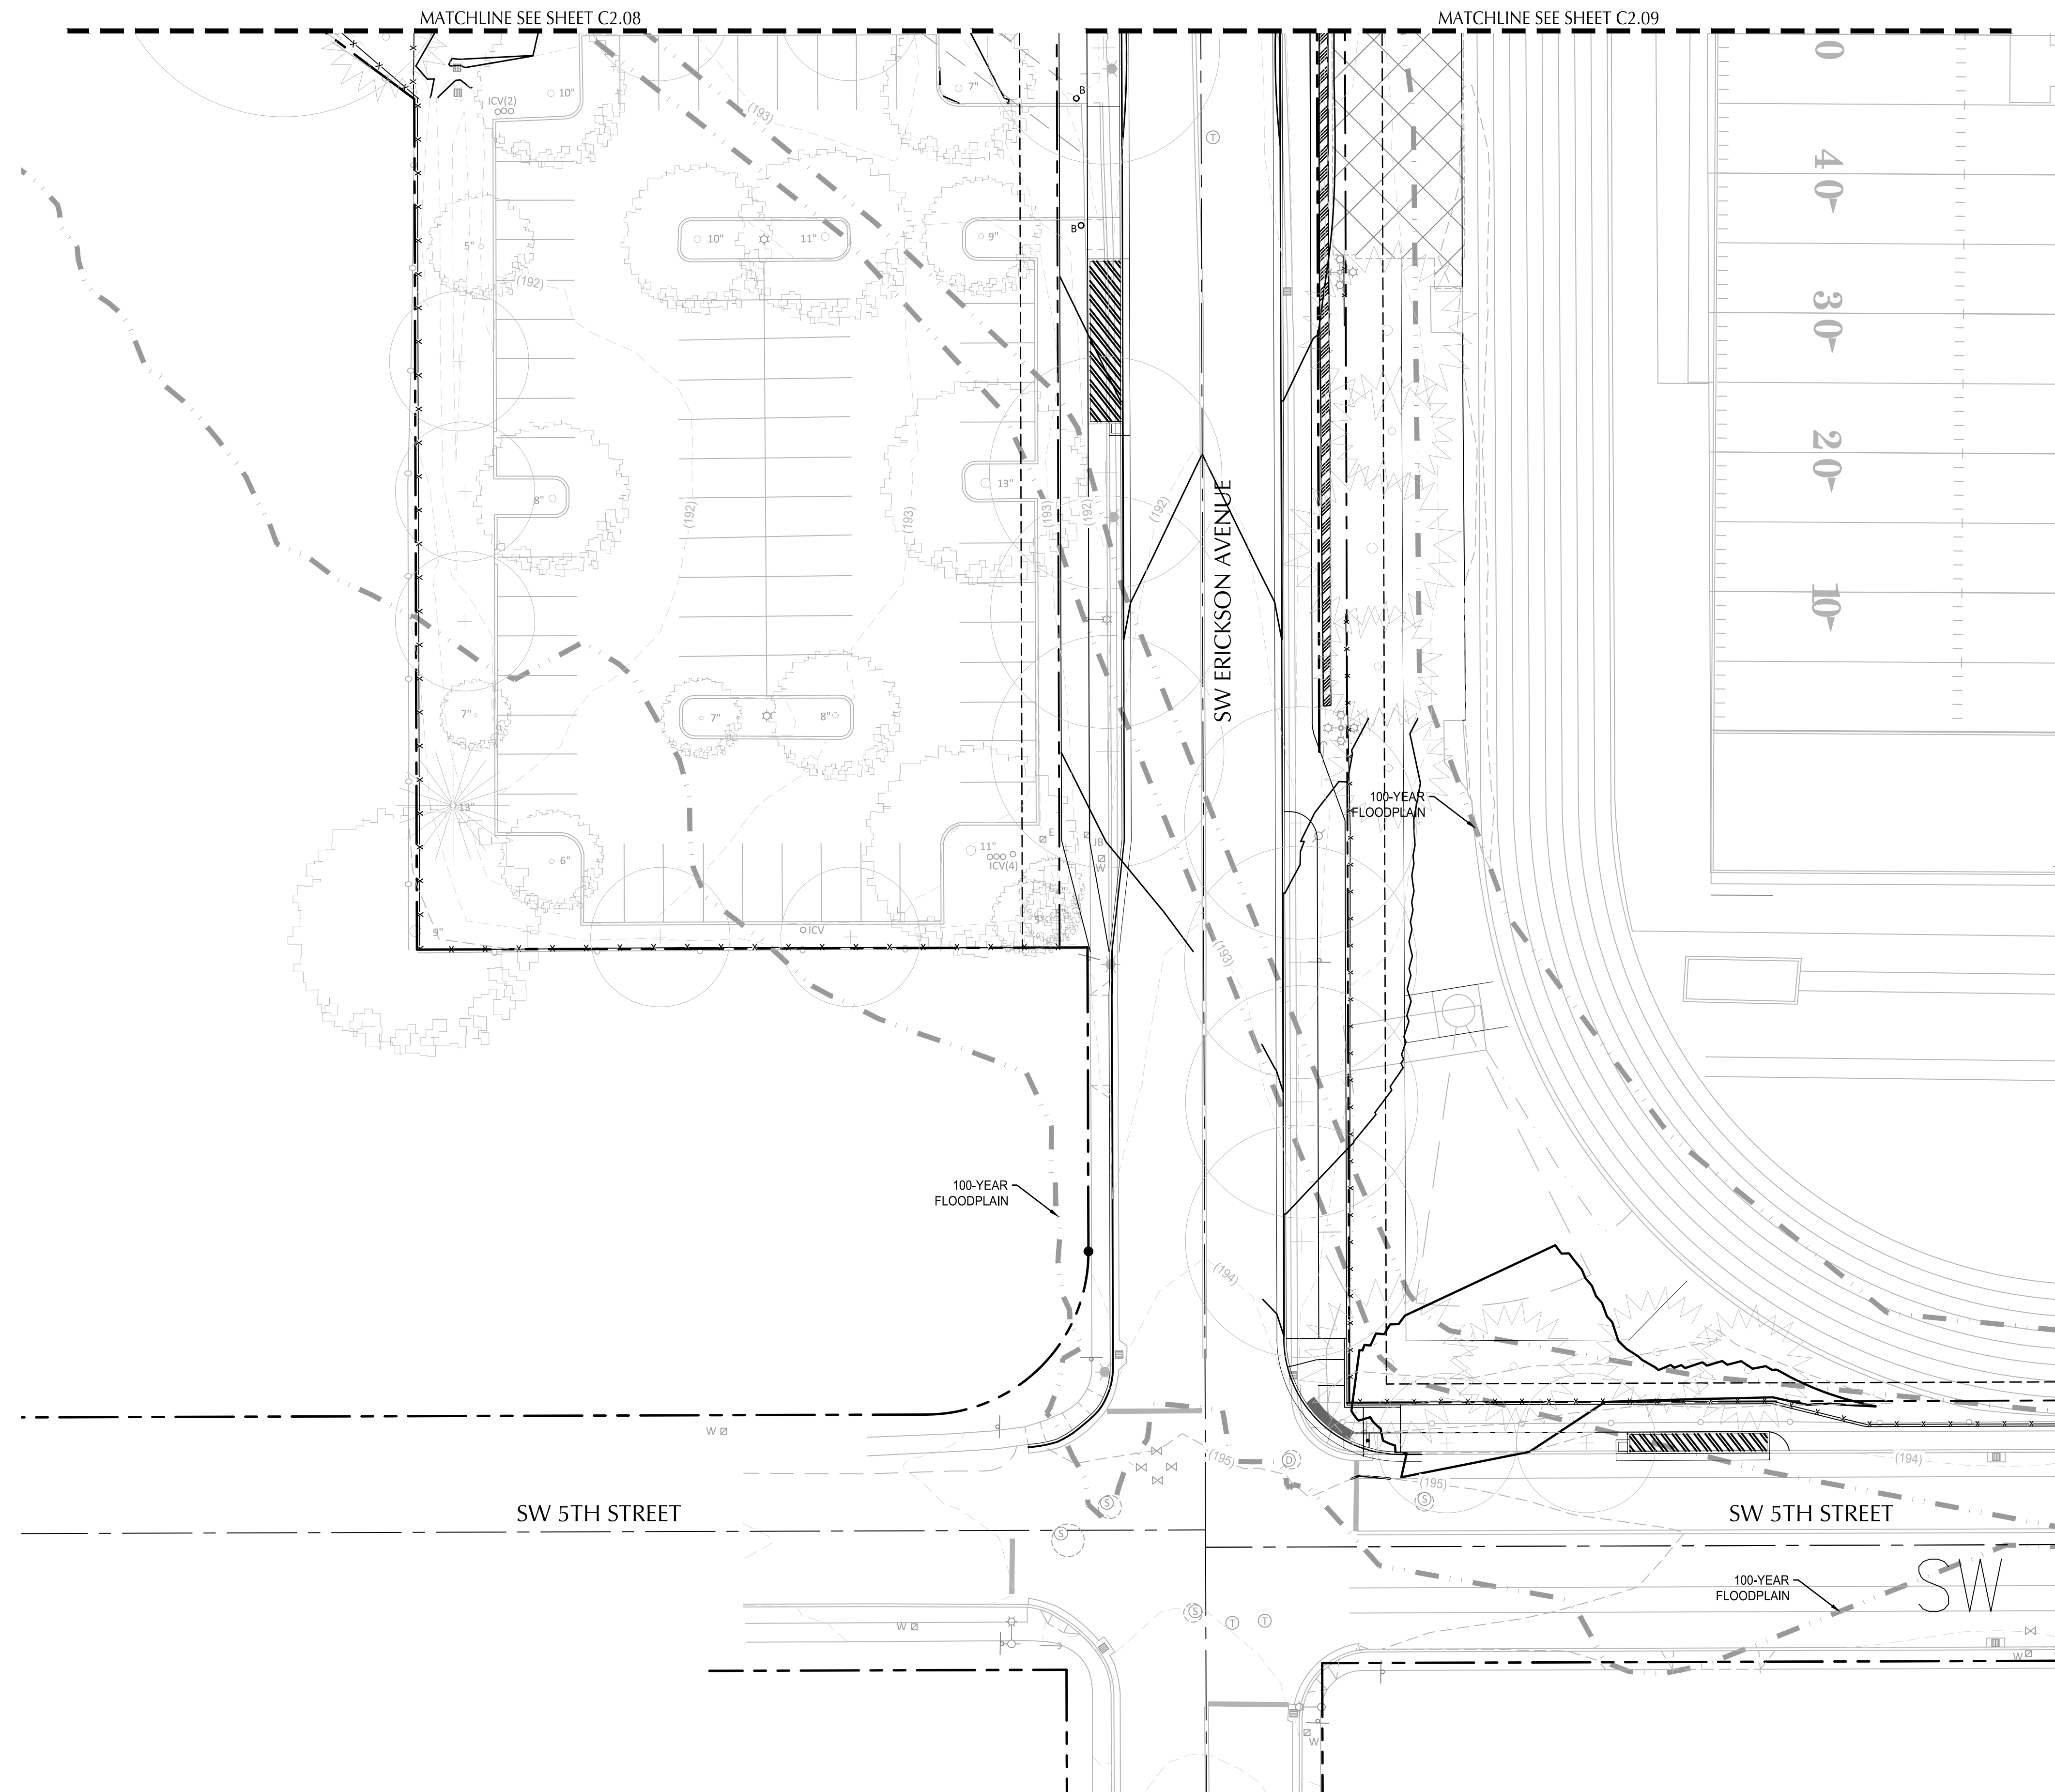 MATCHLINE SEE SHEET C2.08
MATCHLINE SEE SHEET C2.09
0
10"
7"
ICV(2)
B
(193)
T
40
5"
10"
11"
9"
B
(192)
30
20
8"
13"
(192)
(193)
(193)
(192)
(192)
SW ERICKSON AVENUE
10
7"
7"
8"
13"
100-YEAR
FLOODPLAIN
E
JB
W
11"
ICV(4)
6"
5"
9"
ICV
(193)
100-YEAR
FLOODPLAIN
(194)
W
(195)
D
(194)
(195)
S
S
SW 5TH STREET
SW 5TH STREET
S
100-YEAR
FLOODPLAIN
SW
S
T
T
W
W
W